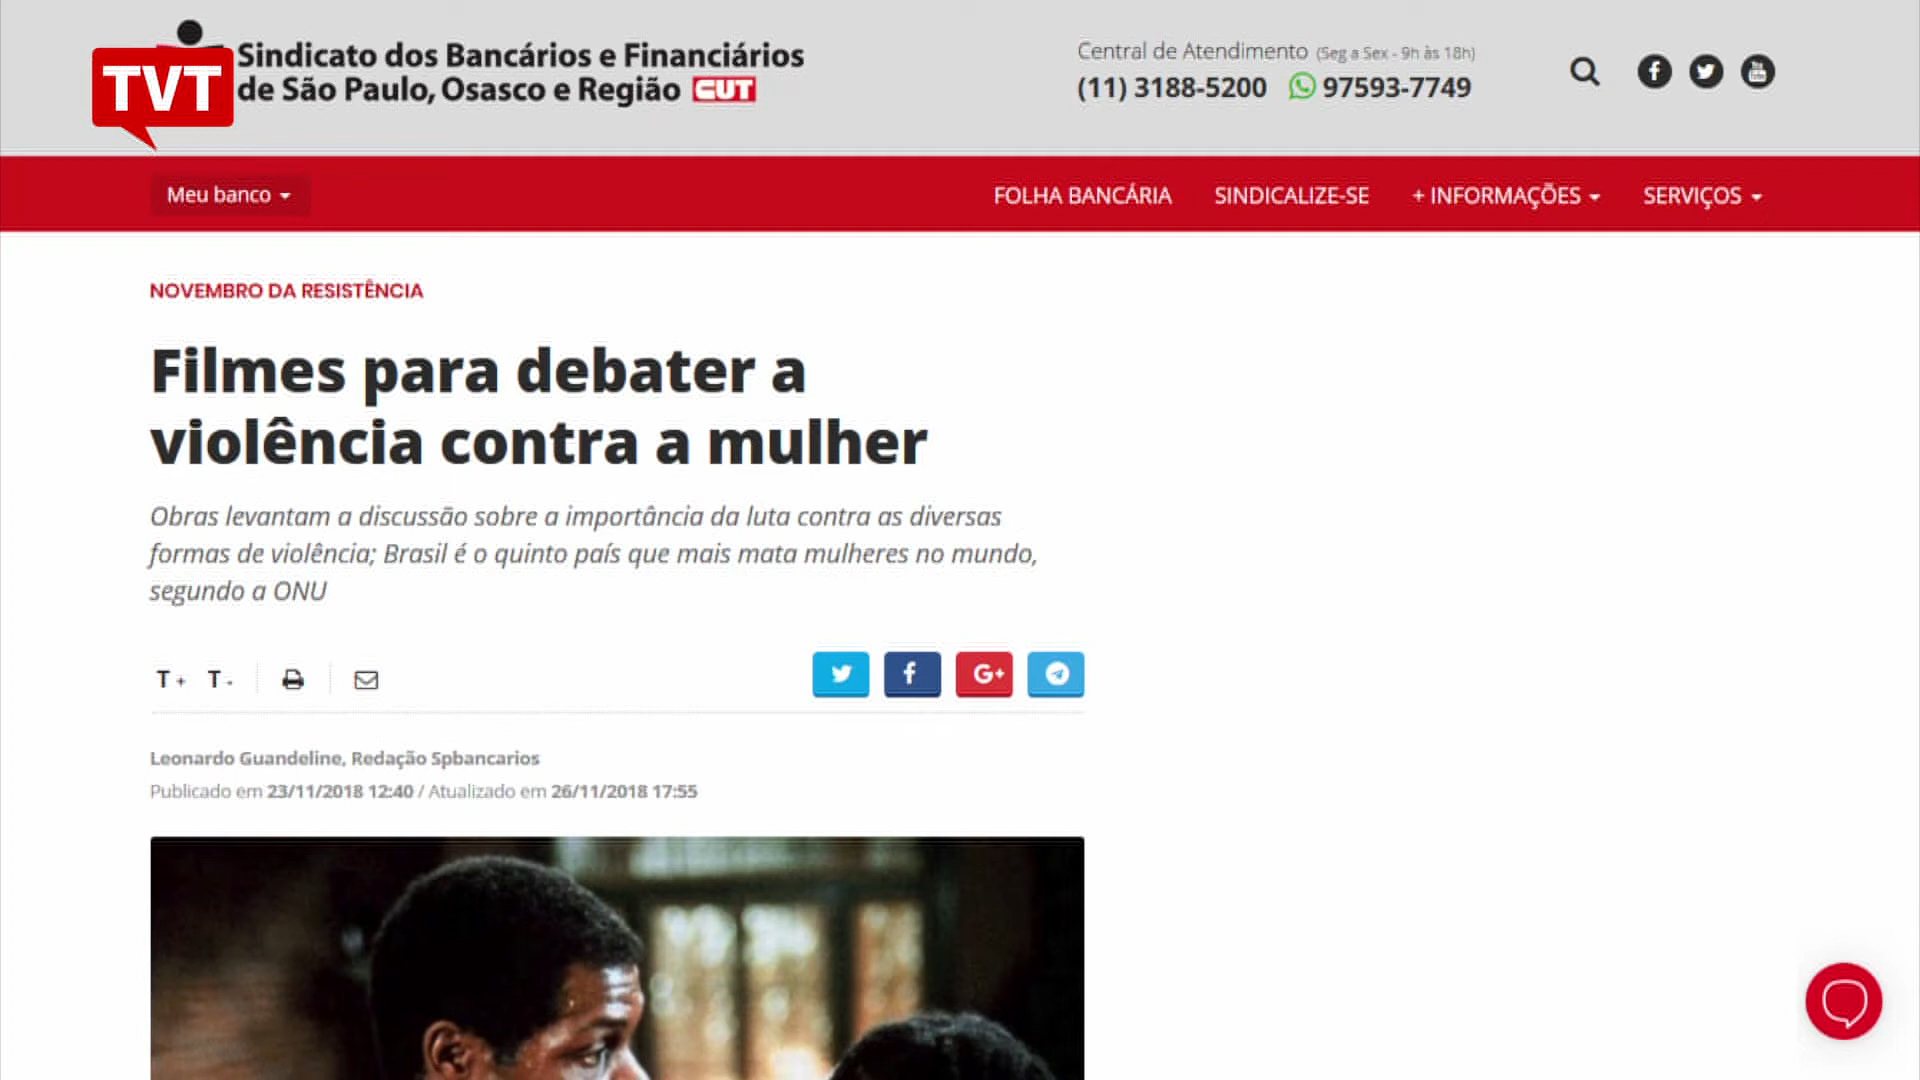 TVT
Sindicato dos Bancários e Financiários
de São Paulo, Osasco e Região CUT
Central de Atendimento (Seg a Sex - 9h às 18h)
(11) 3188-5200 97593-7749
Meu banco
FOLHA BANCÁRIA SINDICALIZE-SE + INFORMAÇÕES SERVIÇOS
NOVEMBRO DA RESISTÊNCIA
Filmes para debater a
violência contra a mulher
Obras levantam a discussão sobre a importância da luta contra as diversas
formas de violência; Brasil é o quinto país que mais mata mulheres no mundo,
segundo a ONU
T+ T-
G+
Leonardo Guandeline, Redação Spbancarios
Publicado em 23/11/2018 12:40 / Atualizado em 26/11/2018 17:55